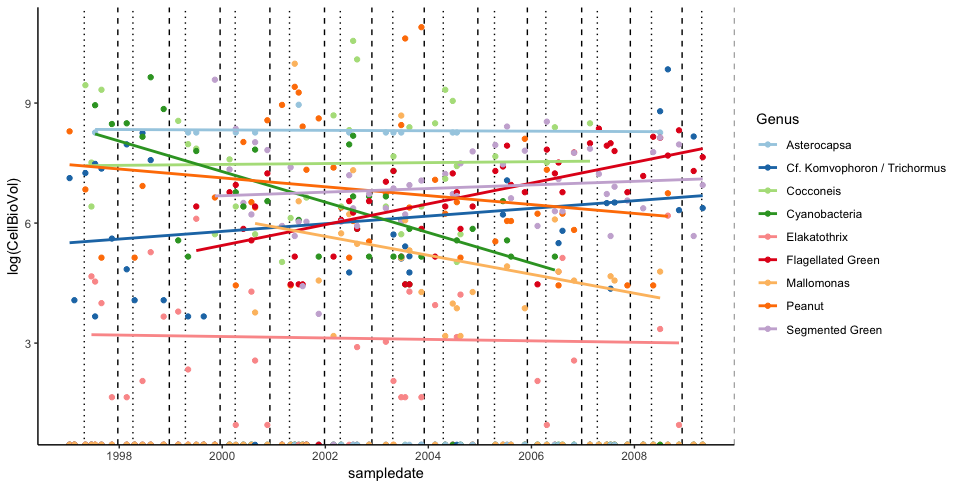 9
6
3
log(CellBioVol)
1998
2000
2002
2004
2006
2008
sampledate
Genus
Asterocapsa
Cf. Komvophoron / Trichormus
Cocconeis
Cyanobacteria
Elakatothrix
Flagellated Green
Mallomonas
Peanut
Segmented Green